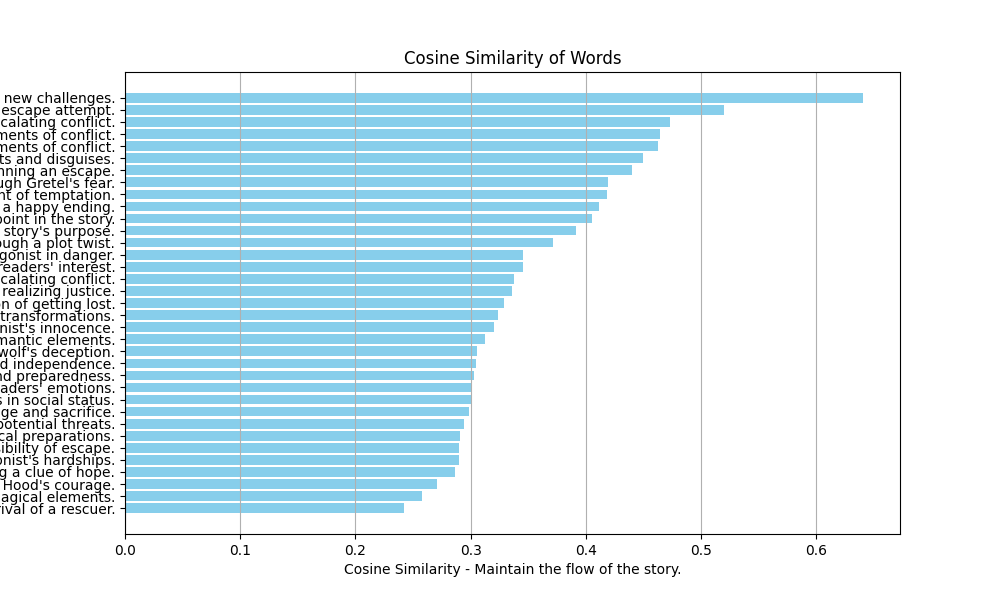 Cosine Similarity of Words
new challenges.
escape attempt.
calating conflict.
ments of conflict.
ments of conflict.
ts and disguises.
nning an escape.
ugh Gretel's fear.
nt of temptation.
a happy ending.
point in the story.
story's purpose.
ough a plot twist.
gonist in danger.
readers' interest.
calating conflict.
realizing justice.
on of getting lost.
transformations.
nist's innocence.
mantic elements.
wolf's deception.
d independence.
nd preparedness.
aders' emotions.
s in social status.
ge and sacrifice.
potential threats.
cal preparations.
ibility of escape.
onist's hardships.
g a clue of hope.
Hood's courage.
agical elements.
ival of a rescuer.
0.0 0.1 0.2 0.3 0.4 0.5 0.6
Cosine Similarity - Maintain the flow of the story.